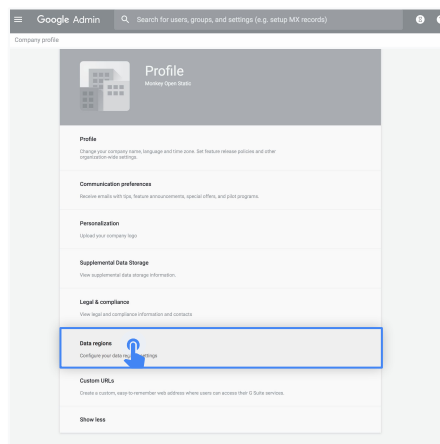 Google Admin
Search for users, groups, and settings (e.g. setup MX records)
Company profile
Profile
Monkey Open Stats
Profile
Change your company name, language and time zone. Set feature release policies and other
organization-wide settings.
Communication preferences
Receive emails with tips, feature announcements, special offers, and pilot programs.
Personalization
Upload your company logo
Supplemental Data Storage
View supplemental data storage information.
Legal & compliance
View legal and compliance information and contacts
Data regions
Configure your data settings
Custom URLs
Create a custom, easy-to-remember web address where users can access their G Suite services.
Show less